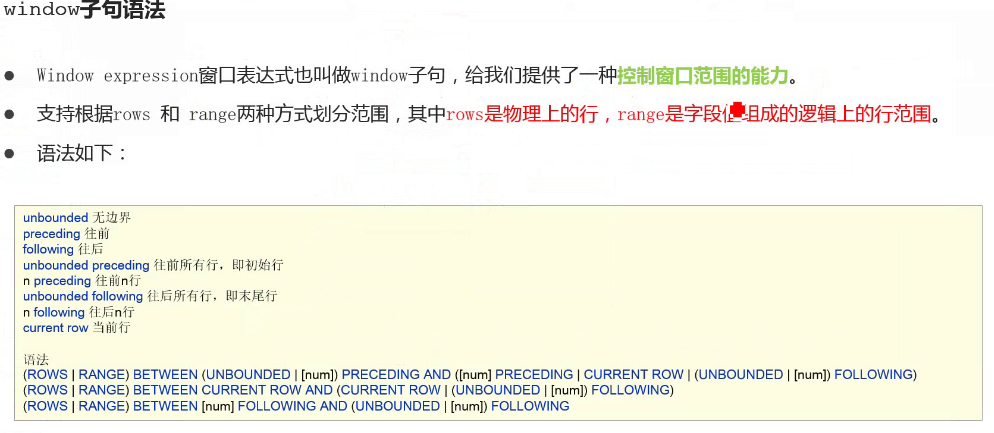 window子句语法
● Window expression窗口表达式也叫做window子句，给我们提供了一种控制窗口范围的能力。
● 支持根据rows 和 range两种方式划分范围，其中rows是物理上的行，range是字段值组成的逻辑上的行范围。
● 语法如下：
unbounded 无边界
preceding 往前
following 往后
unbounded preceding 往前所有行，即初始行
n preceding 往前n行
unbounded following 往后所有行，即末尾行
n following 往后n行
current row 当前行
语法
(ROWS | RANGE) BETWEEN (UNBOUNDED | [num]) PRECEDING AND ([num] PRECEDING | CURRENT ROW | (UNBOUNDED | [num]) FOLLOWING)
(ROWS | RANGE) BETWEEN CURRENT ROW AND (CURRENT ROW | (UNBOUNDED | [num]) FOLLOWING)
(ROWS | RANGE) BETWEEN [num] FOLLOWING AND (UNBOUNDED | [num]) FOLLOWING